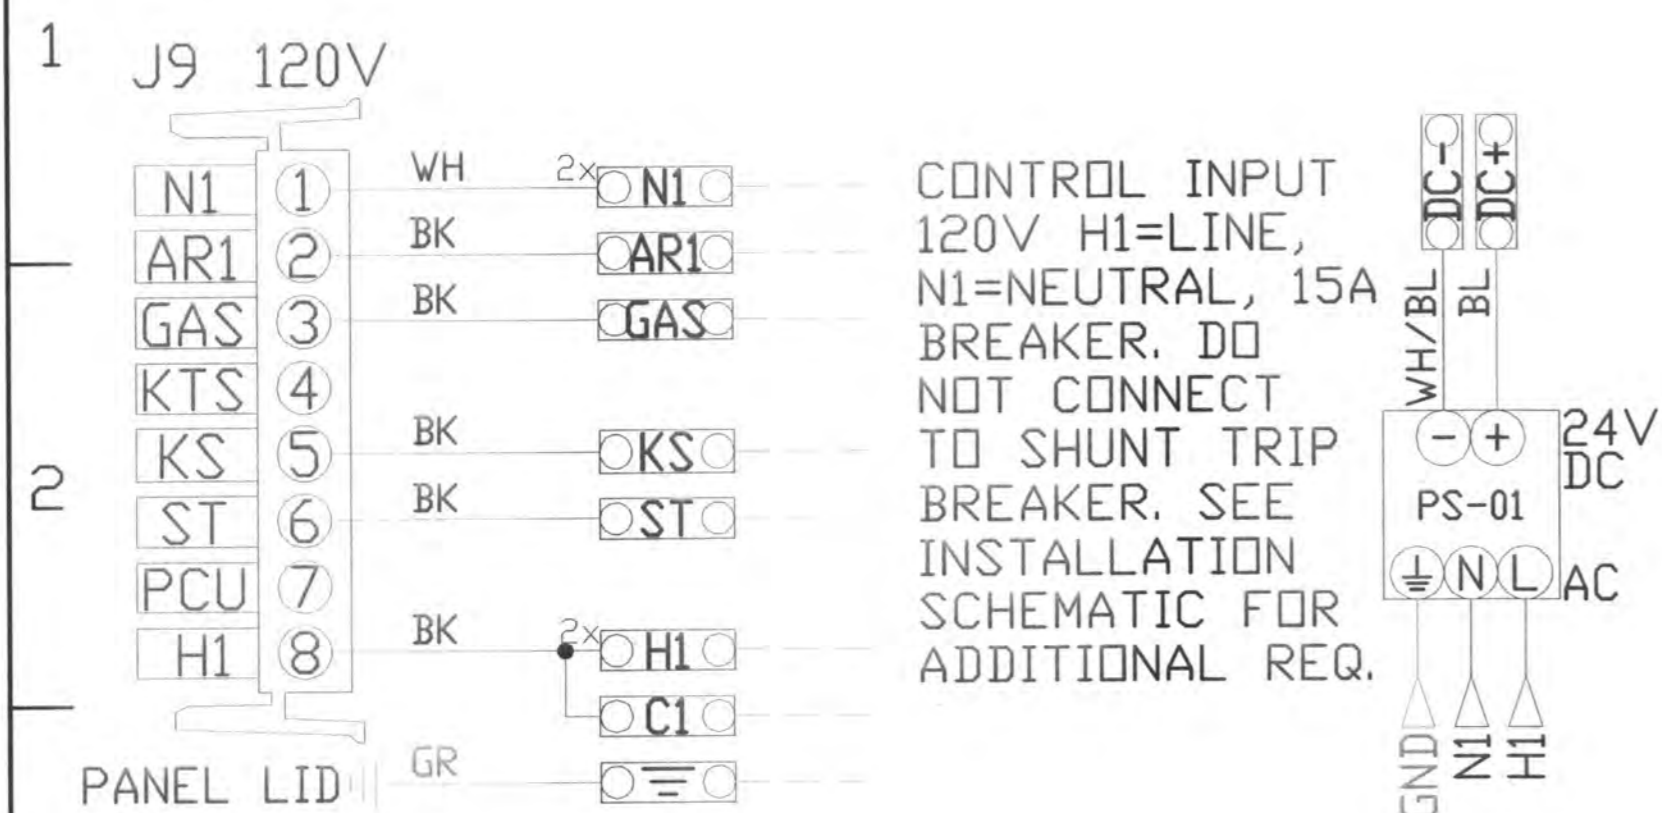 1
J9 120V
N1 1 WH 2x N1
AR1 2 BK AR1
GAS 3 BK GAS
KTS 4
KS 5 BK KS
ST 6 BK ST
PCU 7
H1 8 BK 2x H1
C1
PANEL LID GR
2
CONTROL INPUT
120V H1=LINE,
N1=NEUTRAL, 15A
BREAKER. DO
NOT CONNECT
TO SHUNT TRIP
BREAKER. SEE
INSTALLATION
SCHEMATIC FOR
ADDITIONAL REQ.
DC-
DC+
WH/BL
BL
- +
24V
DC
PS-01
N L AC
GND
N1
H1